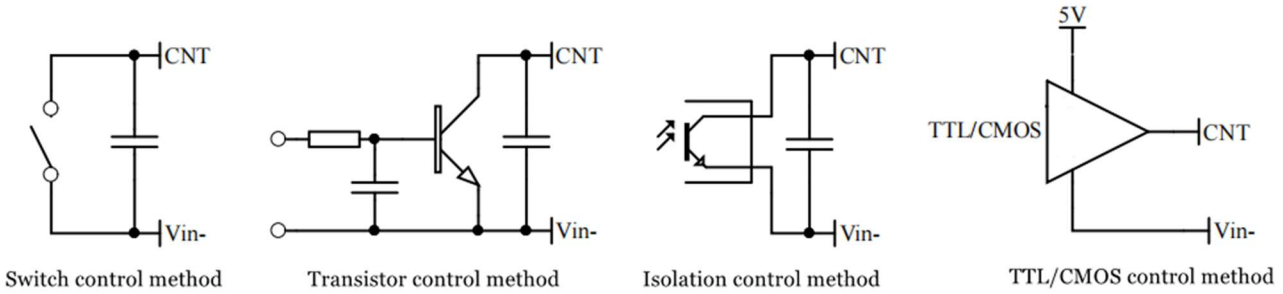 CNT
Vin-
Switch control method
CNT
Vin-
Transistor control method
CNT
Vin-
Isolation control method
5V
TTL/CMOS
CNT
Vin-
TTL/CMOS control method